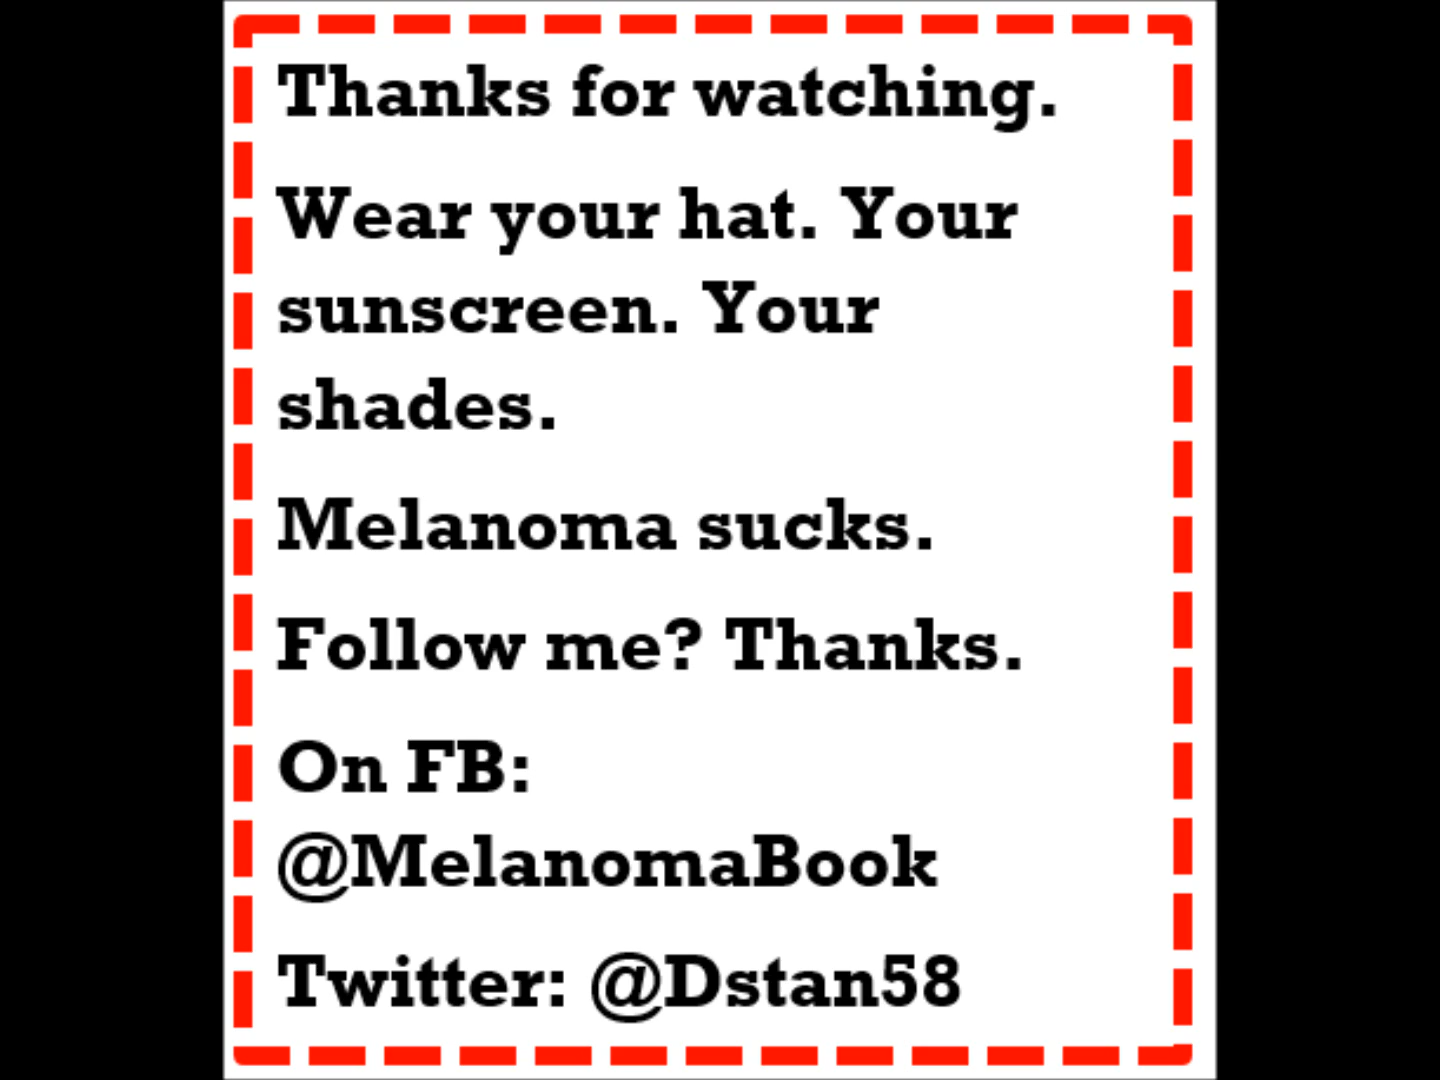 Thanks for watching.
Wear your hat. Your
sunscreen. Your
shades.
Melanoma sucks.
Follow me? Thanks.
On FB:
@MelanomaBook
Twitter: @Dstan58